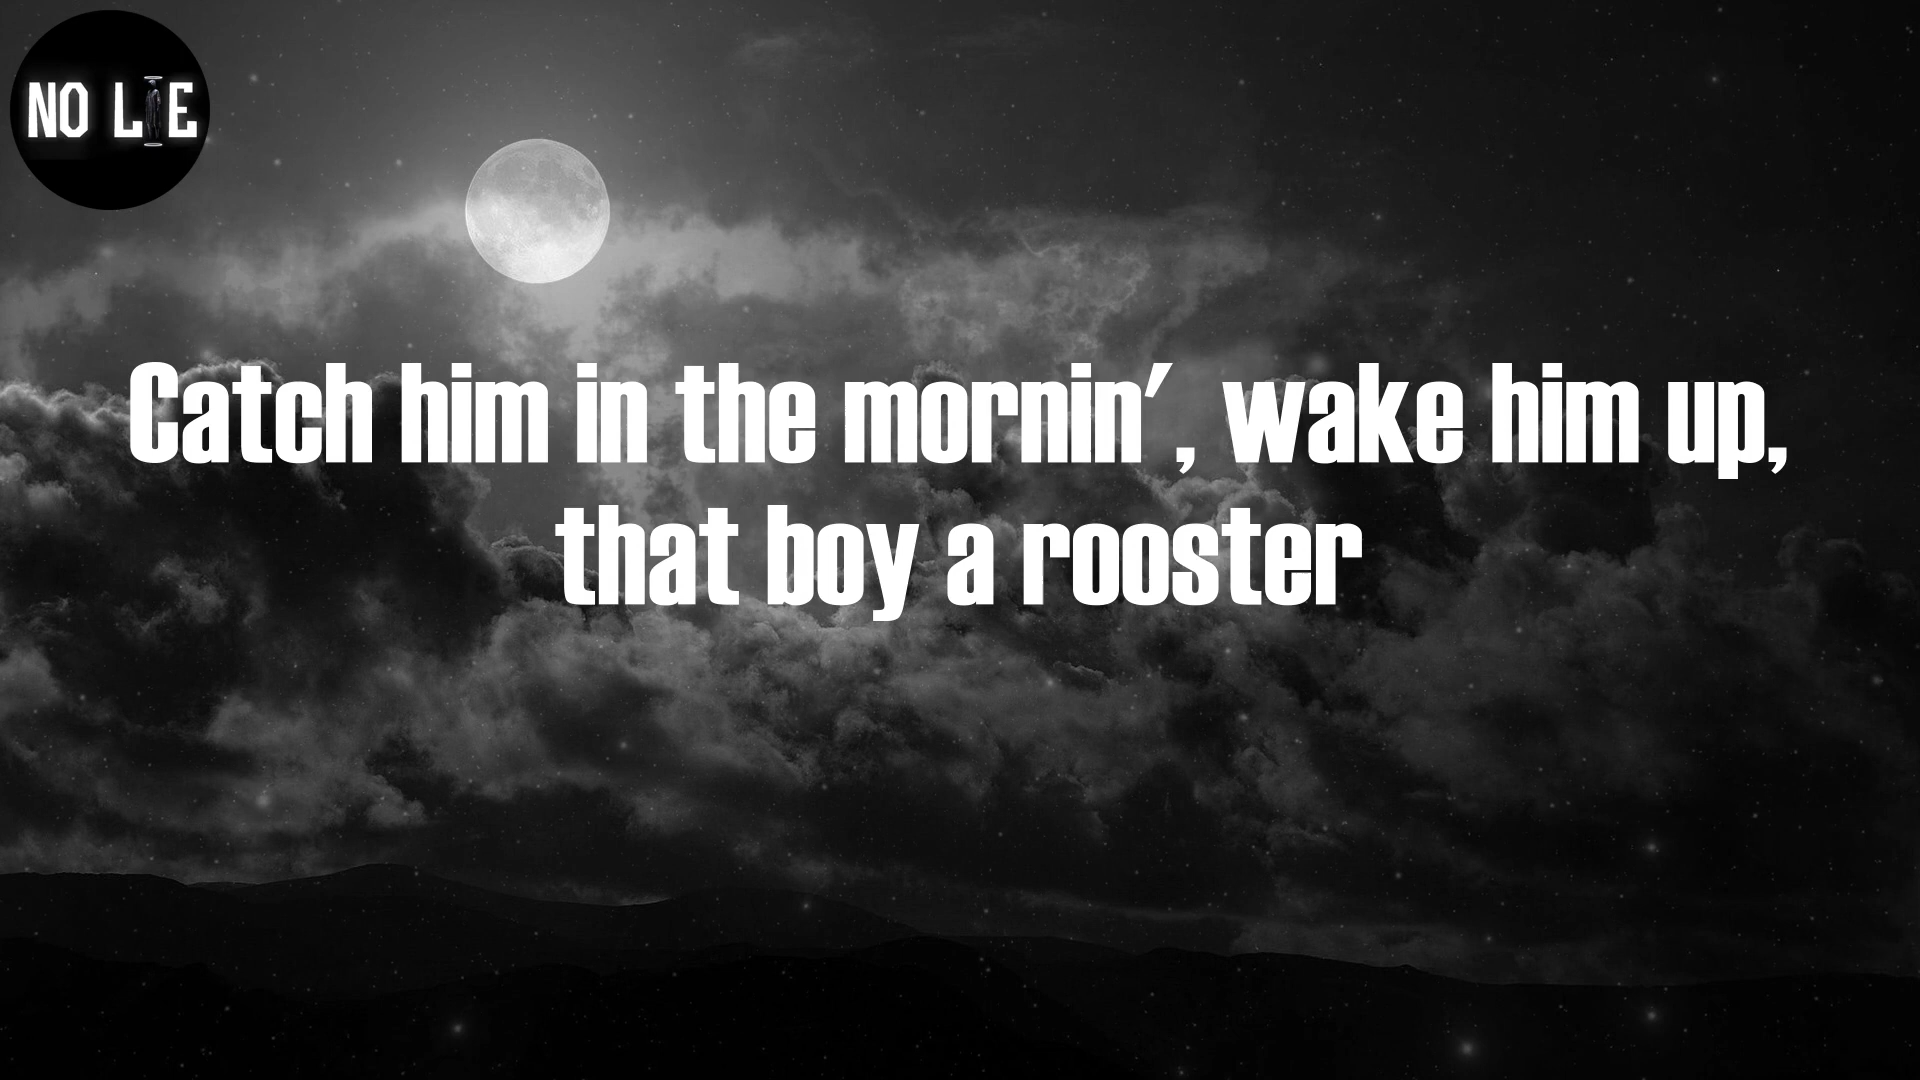 NO LIE
Catch him in the mornin', wake him up,
that boy a rooster